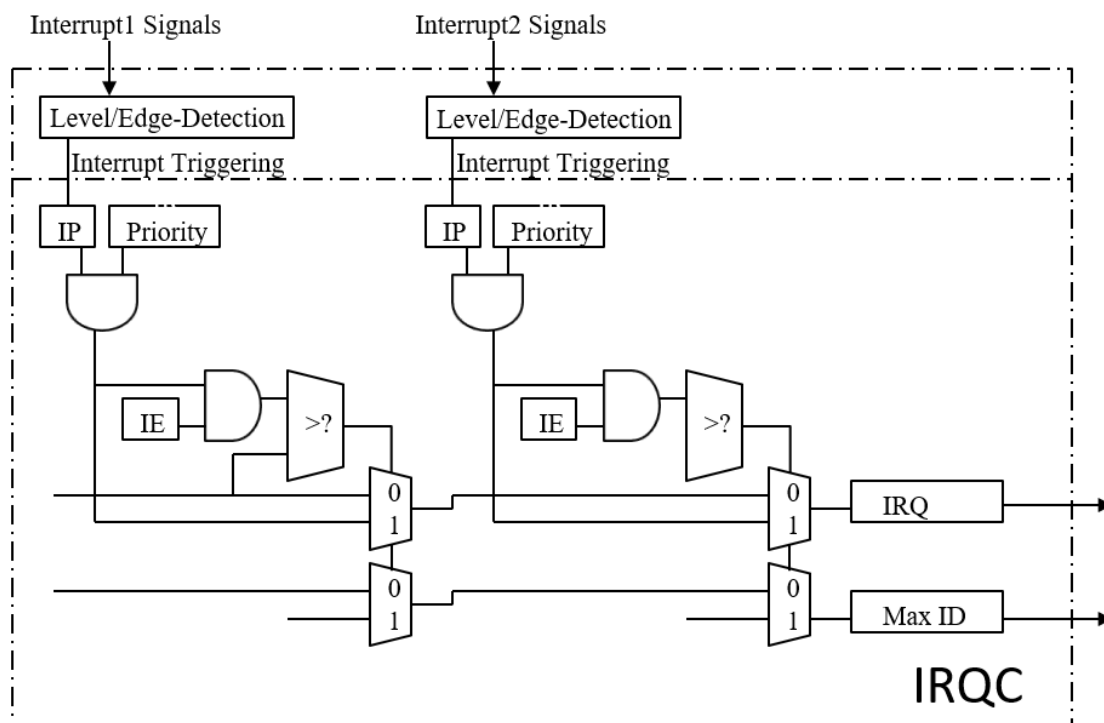 Interrupt1 Signals Interrupt2 Signals
Level/Edge-Detection Level/Edge-Detection
Interrupt Triggering Interrupt Triggering
IP Priority IP Priority
IE >? IE >?
0 0
1 1
IRQ
0 0
1 1
Max ID
IRQC